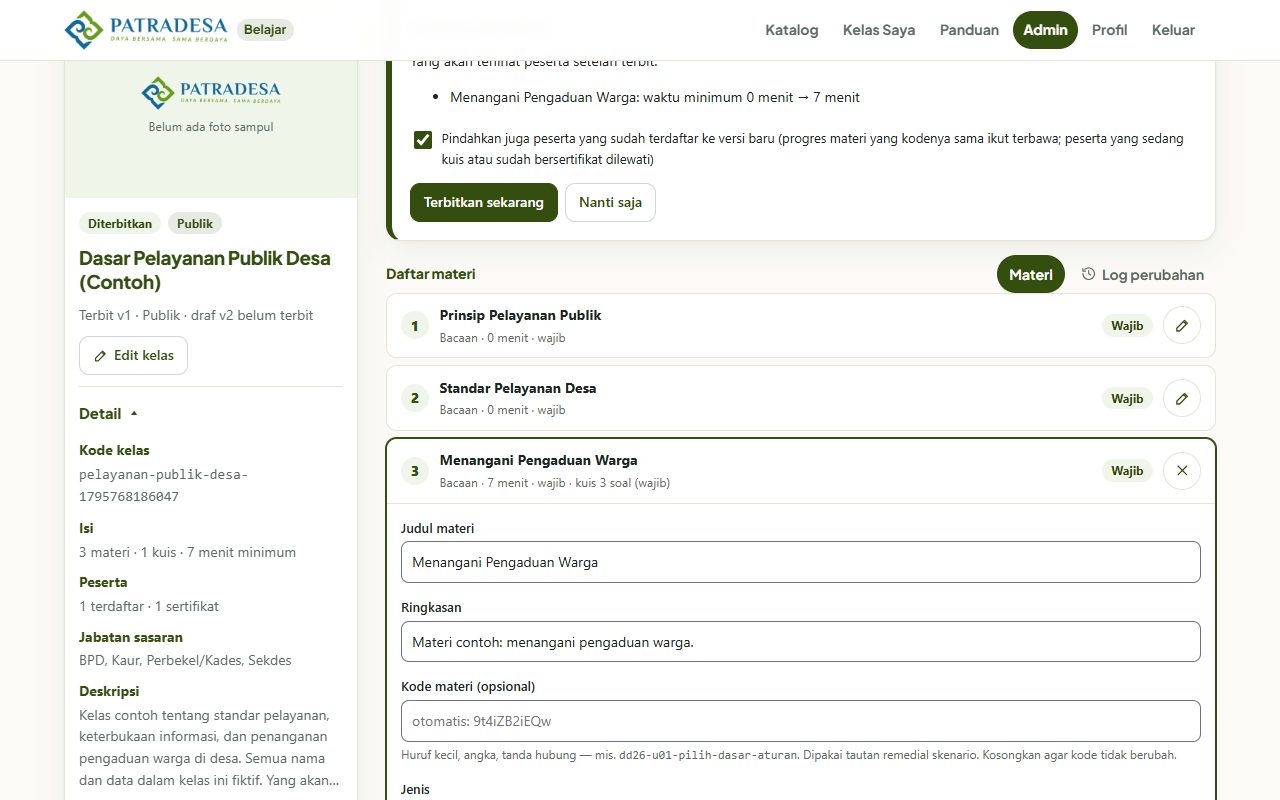 PATRADESA
DAYA BERSAMA SAMA BERDAYA
Belajar
Katalog
Kelas Saya
Panduan
Admin
Profil
Keluar
PATRADESA
DAYA BERSAMA SAMA BERDAYA
Belum ada foto sampul
Diterbitkan
Publik
Dasar Pelayanan Publik Desa
(Contoh)
Terbit v1 · Publik · draf v2 belum terbit
Edit kelas
Detail
Kode kelas
pelayanan-publik-desa-
1795768186047
Isi
3 materi · 1 kuis · 7 menit minimum
Peserta
1 terdaftar · 1 sertifikat
Jabatan sasaran
BPD, Kaur, Perbekel/Kades, Sekdes
Deskripsi
Kelas contoh tentang standar pelayanan,
keterbukaan informasi, dan penanganan
pengaduan warga di desa. Semua nama
dan data dalam kelas ini fiktif. Yang akan...
Yang akan terlihat peserta setelah terbit:
• Menangani Pengaduan Warga: waktu minimum 0 menit → 7 menit
Pindahkan juga peserta yang sudah terdaftar ke versi baru (progres materi yang kodenya sama ikut terbawa; peserta yang sedang
kuis atau sudah bersertifikat dilewati)
Terbitkan sekarang
Nanti saja
Daftar materi
Materi
Log perubahan
1
Prinsip Pelayanan Publik
Bacaan · 0 menit · wajib
Wajib
2
Standar Pelayanan Desa
Bacaan · 0 menit · wajib
Wajib
3
Menangani Pengaduan Warga
Bacaan · 7 menit · wajib · kuis 3 soal (wajib)
Wajib
Judul materi
Menangani Pengaduan Warga
Ringkasan
Materi contoh: menangani pengaduan warga.
Kode materi (opsional)
otomatis: 9t4iZB2iEQw
Huruf kecil, angka, tanda hubung — mis. dd26-u01-pilih-dasar-aturan. Dipakai tautan remedial skenario. Kosongkan agar kode tidak berubah.
Jenis